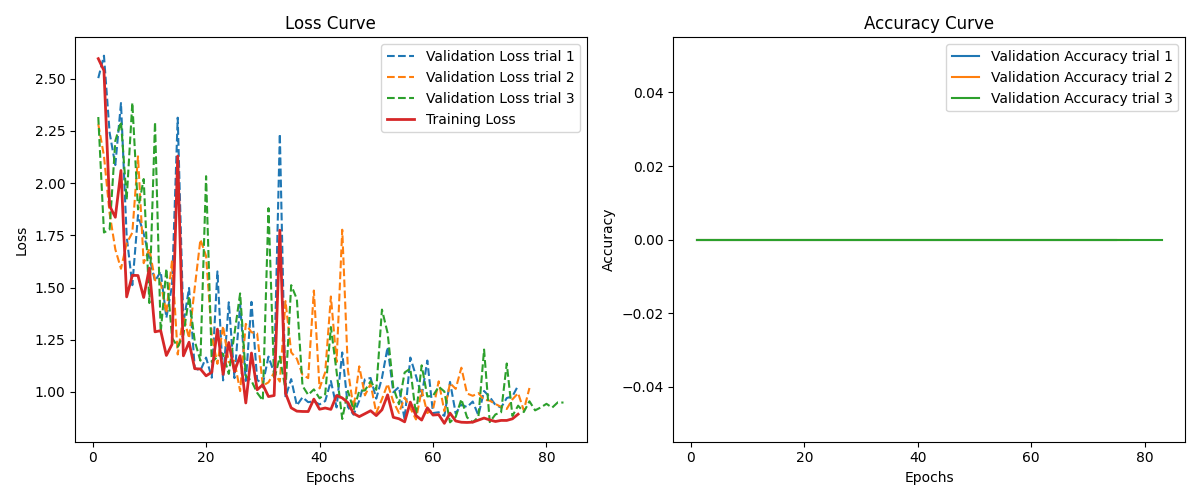 Loss Curve
Validation Loss trial 1
Validation Loss trial 2
Validation Loss trial 3
Training Loss
2.50
2.25
2.00
1.75
1.50
1.25
1.00
Loss
0
20
40
60
80
Epochs
Accuracy Curve
Validation Accuracy trial 1
Validation Accuracy trial 2
Validation Accuracy trial 3
0.04
0.02
0.00
−0.02
−0.04
Accuracy
0
20
40
60
80
Epochs